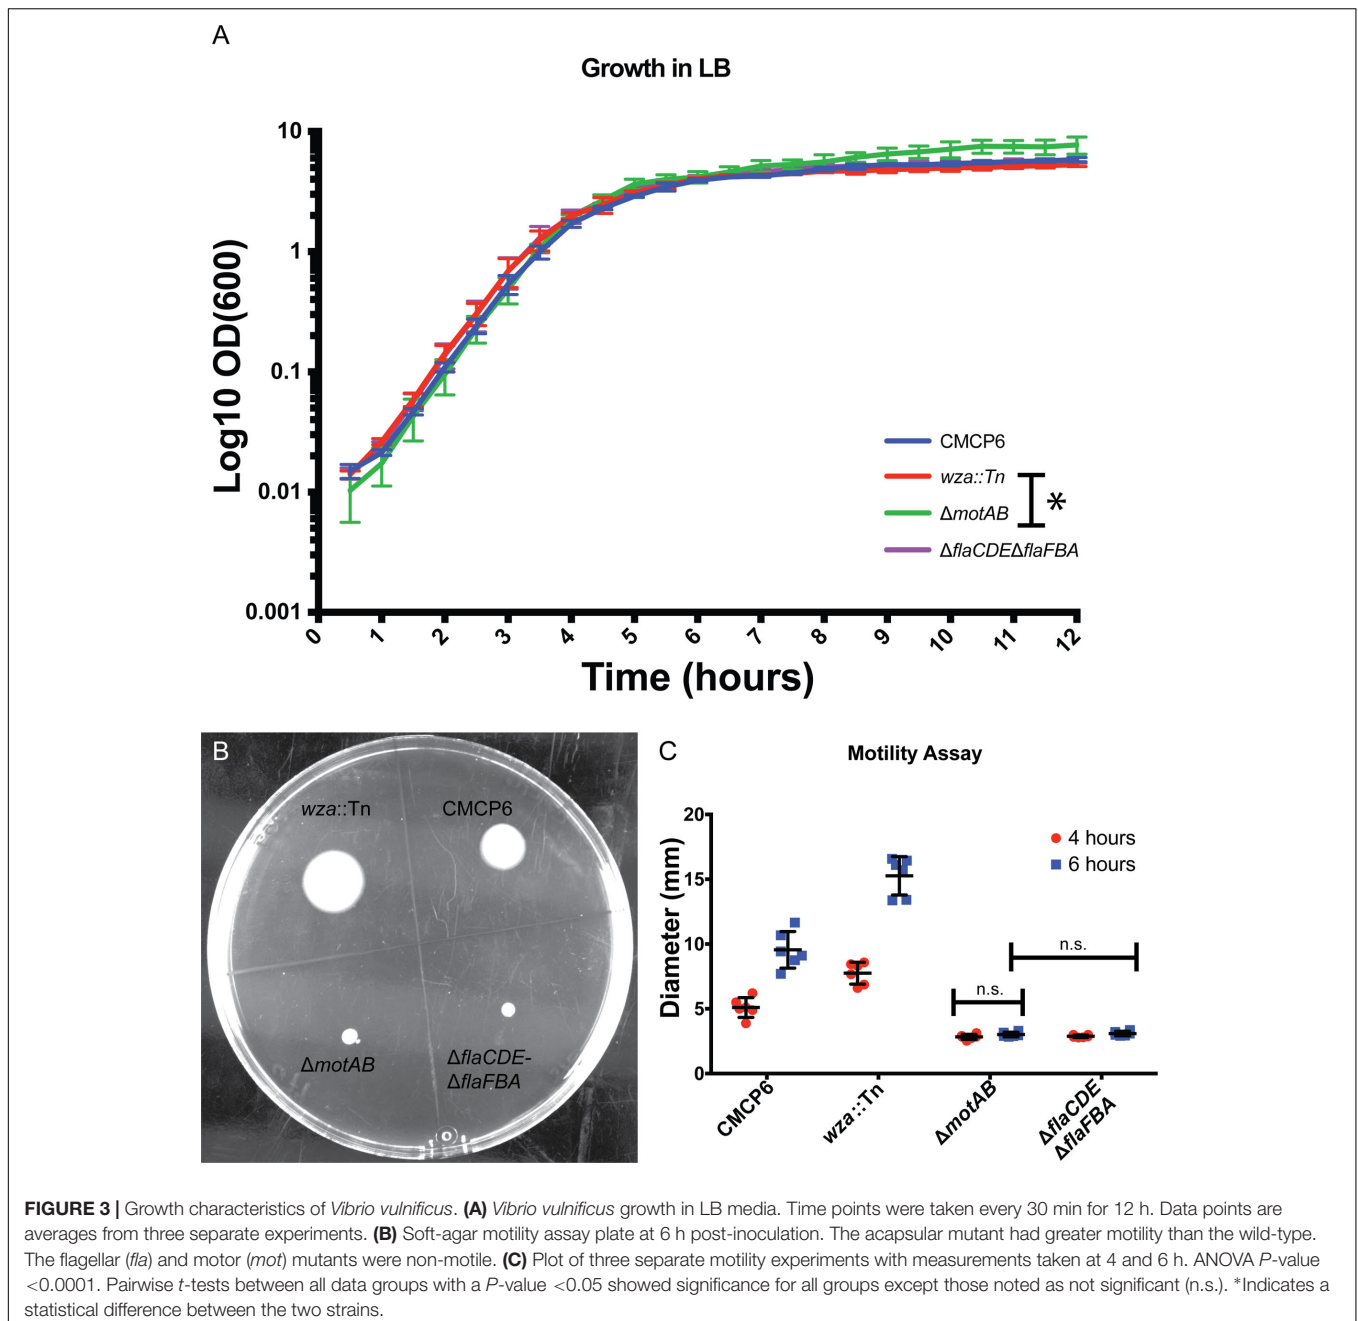 A
Growth in LB
Log10 OD(600)
10
1
0.1
0.01
0.001
0 1 2 3 4 5 6 7 8 9 10 11 12
Time (hours)
CMCP6
wza::Tn
ΔmotAB
ΔflaCDEΔflaFBA
*
B
wza::Tn
CMCP6
ΔmotAB
ΔflaCDE-
ΔflaFBA
C
Motility Assay
Diameter (mm)
20
15
10
5
0
4 hours
6 hours
n.s.
n.s.
CMCP6
wza::Tn
ΔmotAB
ΔflaCDE
ΔflaFBA
FIGURE 3 | Growth characteristics of Vibrio vulnificus. (A) Vibrio vulnificus growth in LB media. Time points were taken every 30 min for 12 h. Data points are
averages from three separate experiments. (B) Soft-agar motility assay plate at 6 h post-inoculation. The acapsular mutant had greater motility than the wild-type.
The flagellar (fla) and motor (mot) mutants were non-motile. (C) Plot of three separate motility experiments with measurements taken at 4 and 6 h. ANOVA P-value
<0.0001. Pairwise t-tests between all data groups with a P-value <0.05 showed significance for all groups except those noted as not significant (n.s.). *Indicates a
statistical difference between the two strains.